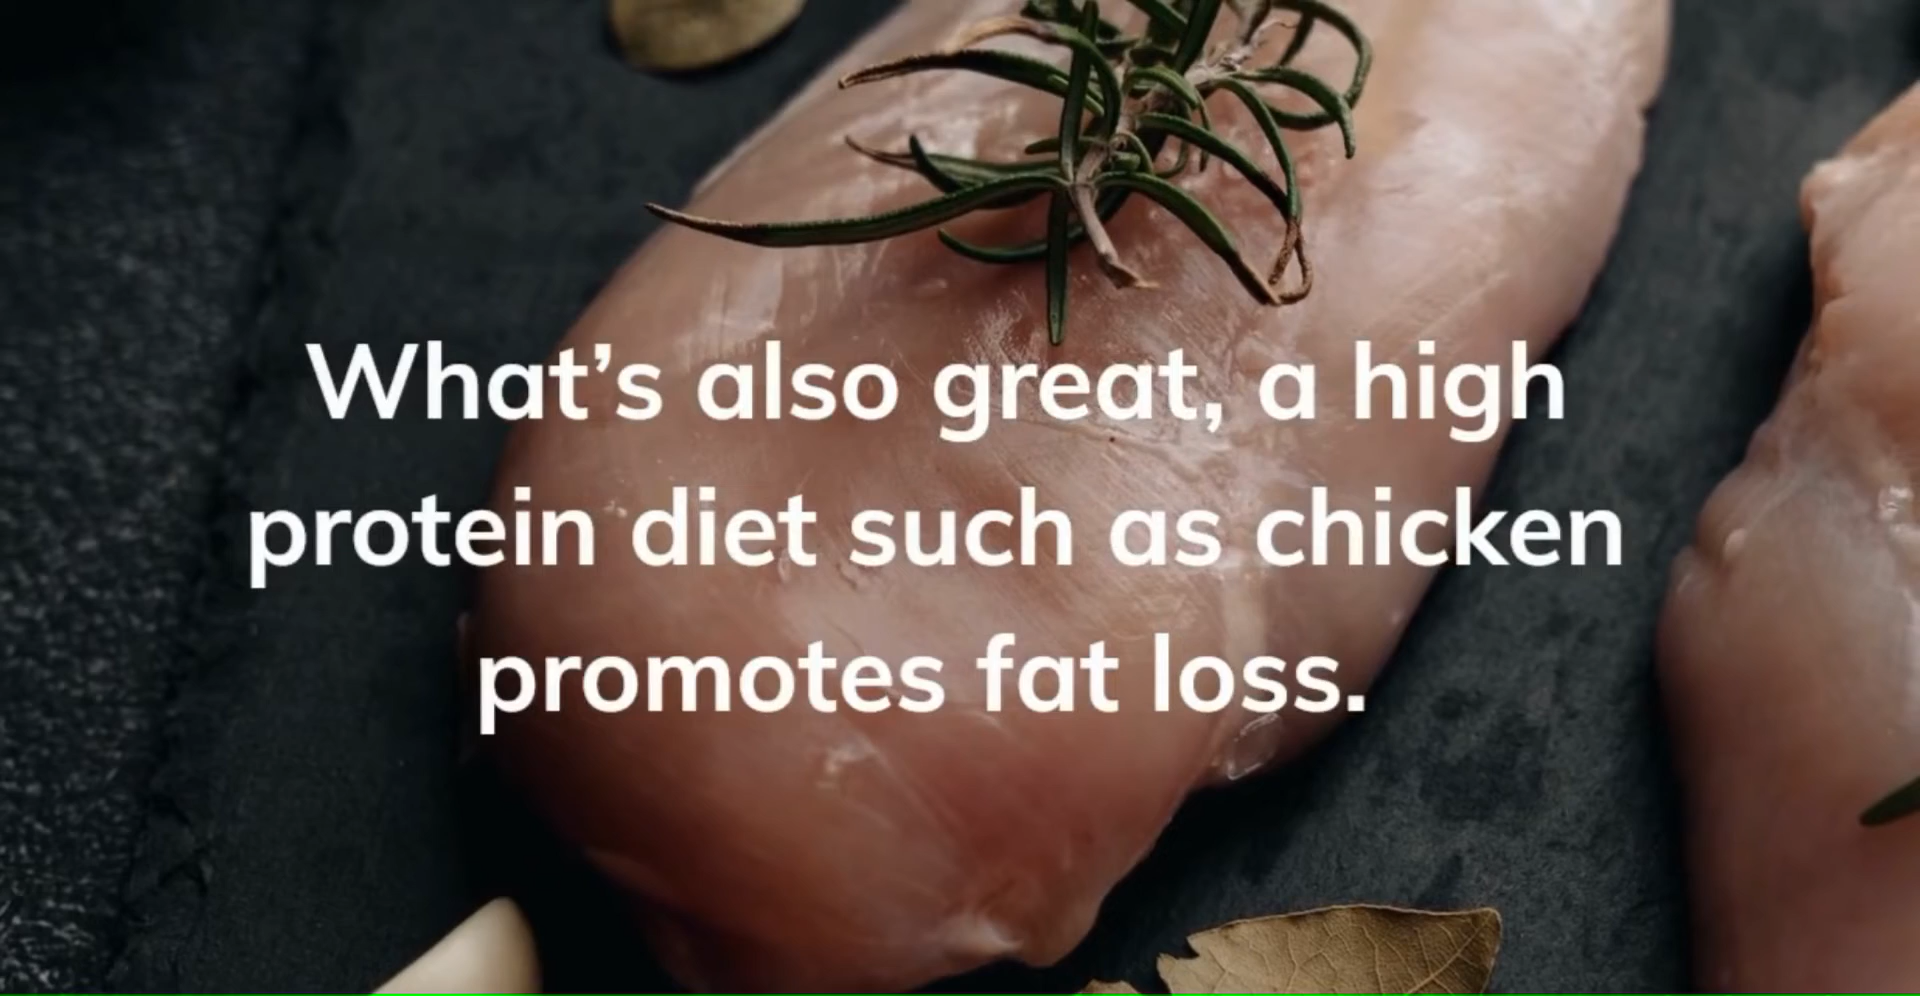 What’s also great, a high
protein diet such as chicken
promotes fat loss.